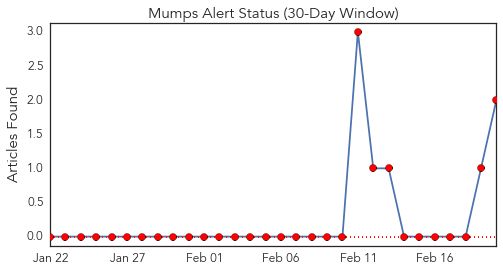 Mumps Alert Status (30-Day Window)
Articles Found
3.0
2.5
2.0
1.5
1.0
0.5
0.0
Jan 22 Jan 27 Feb 01 Feb 06 Feb 11 Feb 16